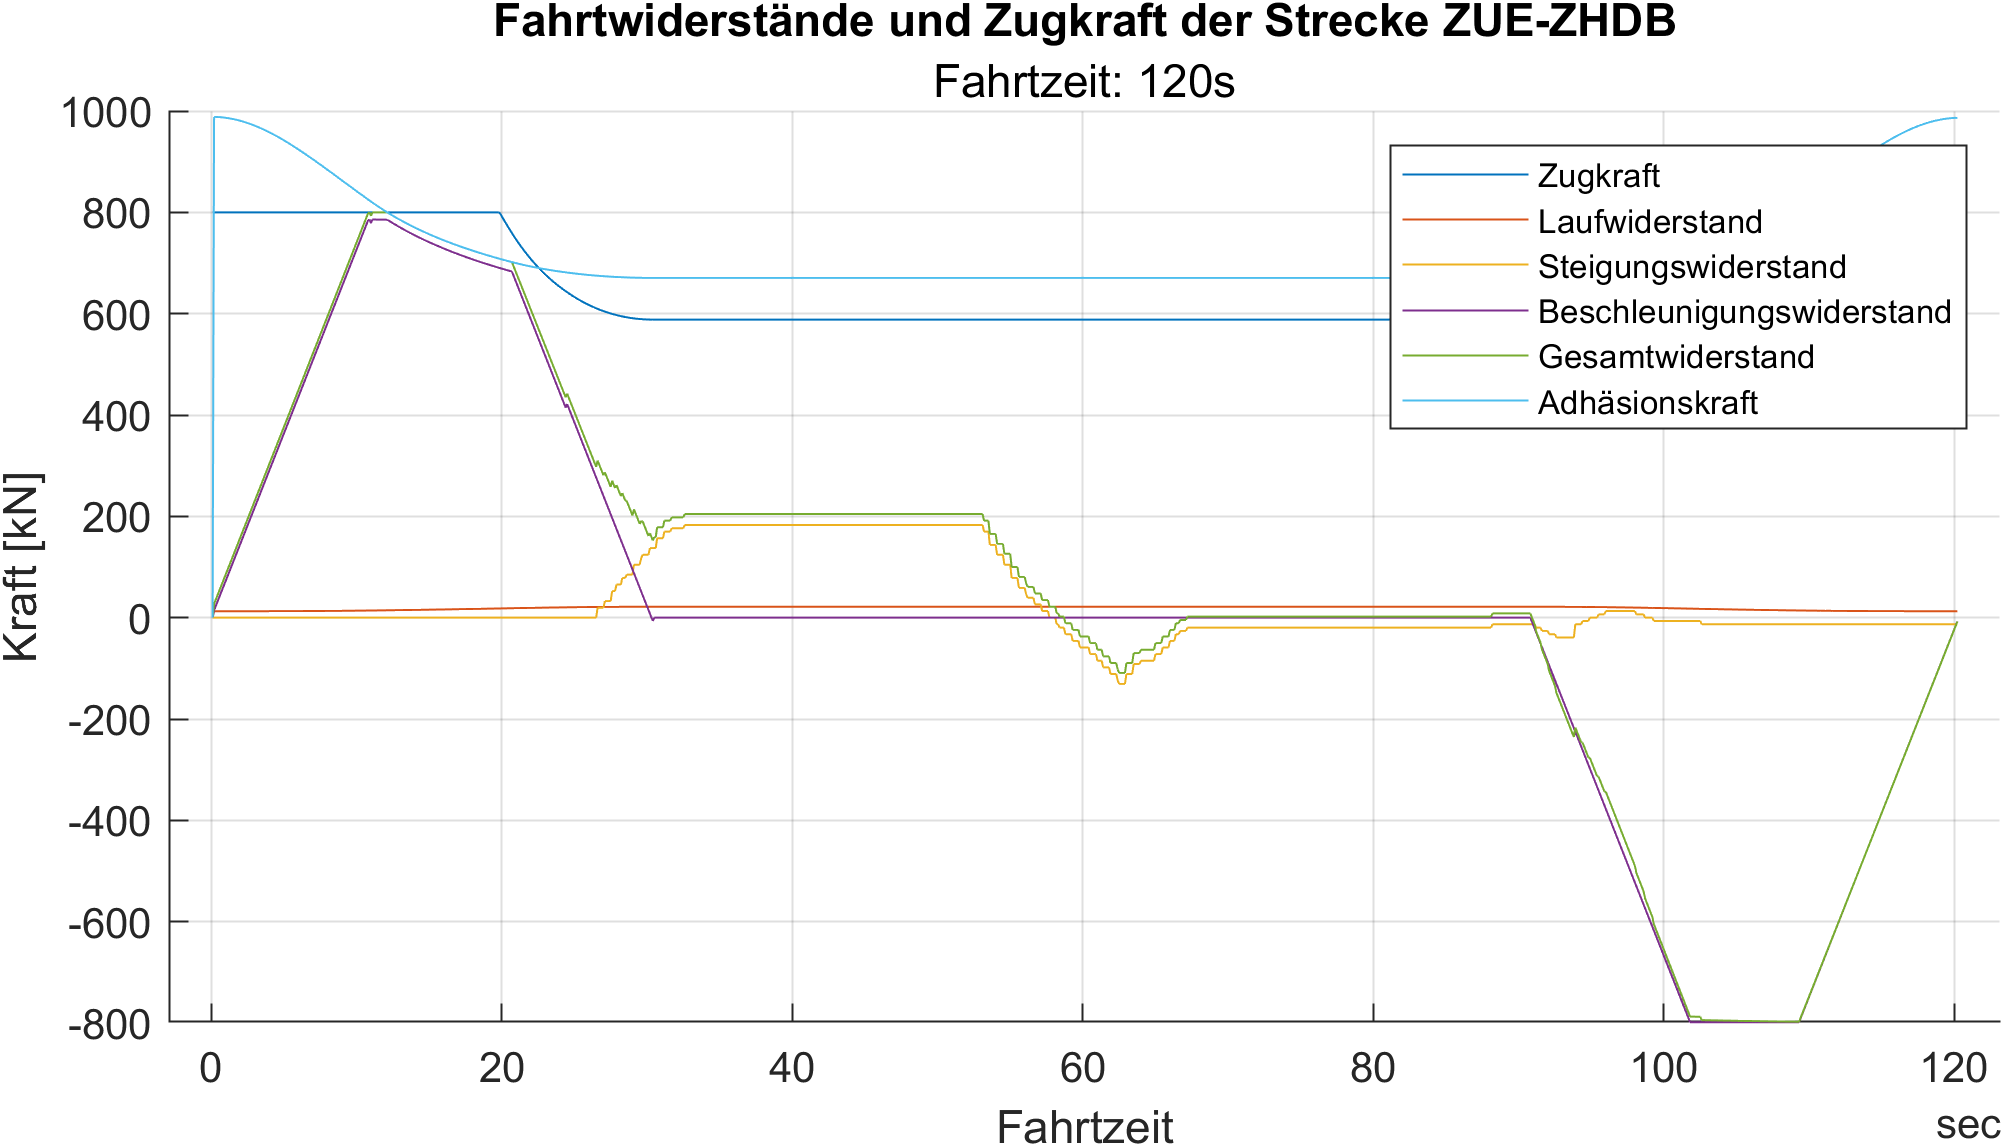 Fahrtwiderstände und Zugkraft der Strecke ZUE-ZHDB
Fahrtzeit: 120s
1000
800
600
400
200
0
-200
-400
-600
-800
Kraft [kN]
Zugkraft
Laufwiderstand
Steigungswiderstand
Beschleunigungswiderstand
Gesamtwiderstand
Adhäsionskraft
0 20 40 60 80 100 120
Fahrtzeit
sec